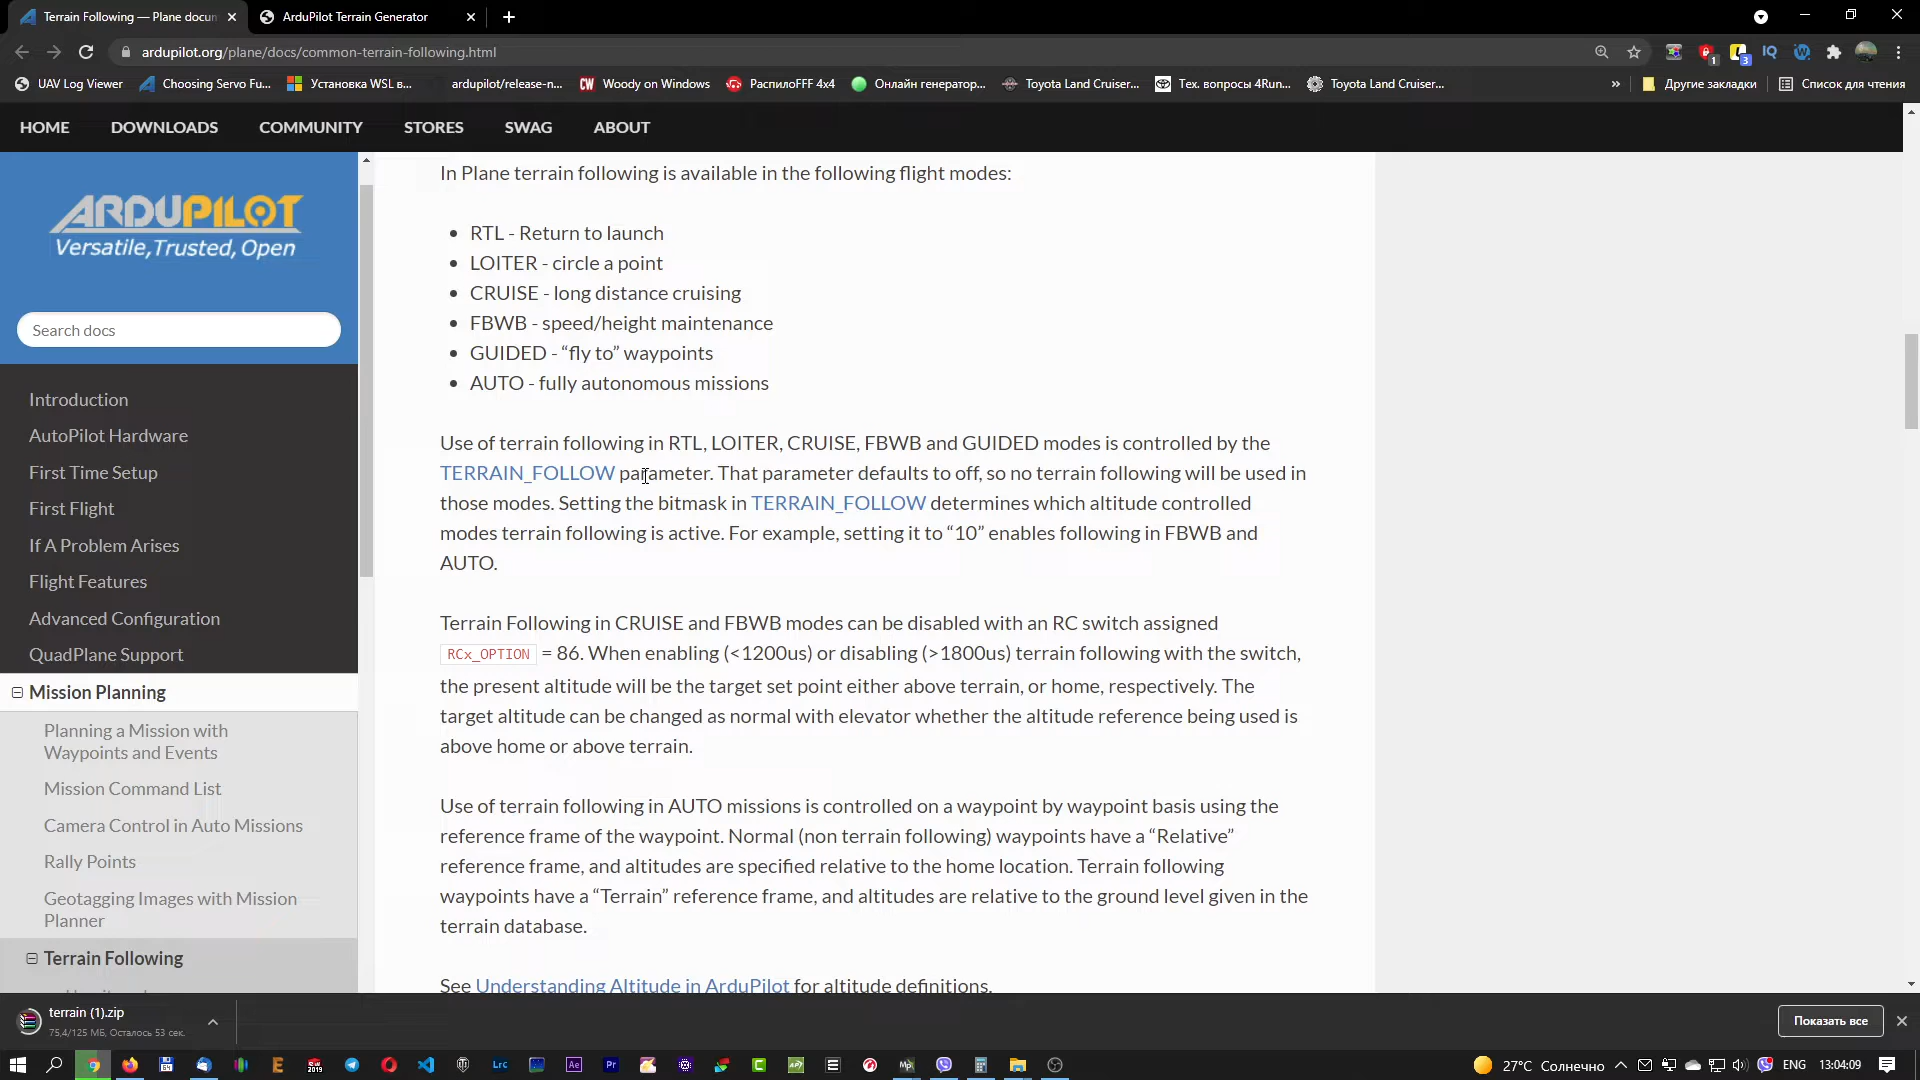 Terrain Following — Plane docum
ArduPilot Terrain Generator
ardupilot.org/plane/docs/common-terrain-following.html
1
3
IQ
UAV Log Viewer
Choosing Servo Fu...
Установка WSL в...
ardupilot/release-n...
CW
Woody on Windows
РаспилоFFF 4x4
Онлайн генератор...
Toyota Land Cruiser...
Тех. вопросы 4Run...
Toyota Land Cruiser...
»
Другие закладки
Список для чтения
HOME
DOWNLOADS
COMMUNITY
STORES
SWAG
ABOUT
ARDUPILOT
Versatile,Trusted, Open
Search docs
Introduction
AutoPilot Hardware
First Time Setup
First Flight
If A Problem Arises
Flight Features
Advanced Configuration
QuadPlane Support
Mission Planning
Planning a Mission with
Waypoints and Events
Mission Command List
Camera Control in Auto Missions
Rally Points
Geotagging Images with Mission
Planner
Terrain Following
In Plane terrain following is available in the following flight modes:
• RTL - Return to launch
• LOITER - circle a point
• CRUISE - long distance cruising
• FBWB - speed/height maintenance
• GUIDED - “fly to” waypoints
• AUTO - fully autonomous missions
Use of terrain following in RTL, LOITER, CRUISE, FBWB and GUIDED modes is controlled by the
TERRAIN_FOLLOW parameter. That parameter defaults to off, so no terrain following will be used in
those modes. Setting the bitmask in TERRAIN_FOLLOW determines which altitude controlled
modes terrain following is active. For example, setting it to “10” enables following in FBWB and
AUTO.
Terrain Following in CRUISE and FBWB modes can be disabled with an RC switch assigned
RCx_OPTION = 86. When enabling (<1200us) or disabling (>1800us) terrain following with the switch,
the present altitude will be the target set point either above terrain, or home, respectively. The
target altitude can be changed as normal with elevator whether the altitude reference being used is
above home or above terrain.
Use of terrain following in AUTO missions is controlled on a waypoint by waypoint basis using the
reference frame of the waypoint. Normal (non terrain following) waypoints have a “Relative”
reference frame, and altitudes are specified relative to the home location. Terrain following
waypoints have a “Terrain” reference frame, and altitudes are relative to the ground level given in the
terrain database.
See Understanding Altitude in ArduPilot for altitude definitions.
terrain (1).zip
75,4/125 МБ, Осталось 53 сек.
Показать все
E
2019
Lrc
Ae
Pr
C
27°C Солнечно
ENG
13:04:09